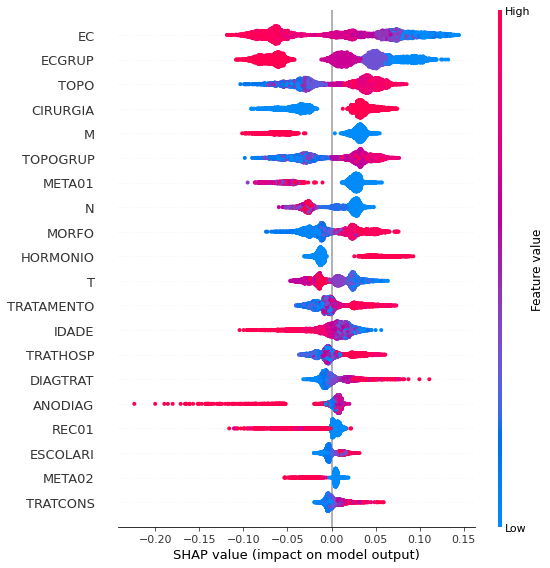 High
EC
ECGRUP
TOPO
CIRURGIA
M
TOPOGRUP
META01
N
MORFO
HORMONIO
T
TRATAMENTO
IDADE
TRATHOSP
DIAGTRAT
ANODIAG
REC01
ESCOLARI
META02
TRATCONS
Feature value
Low
−0.20 −0.15 −0.10 −0.05 0.00 0.05 0.10 0.15
SHAP value (impact on model output)